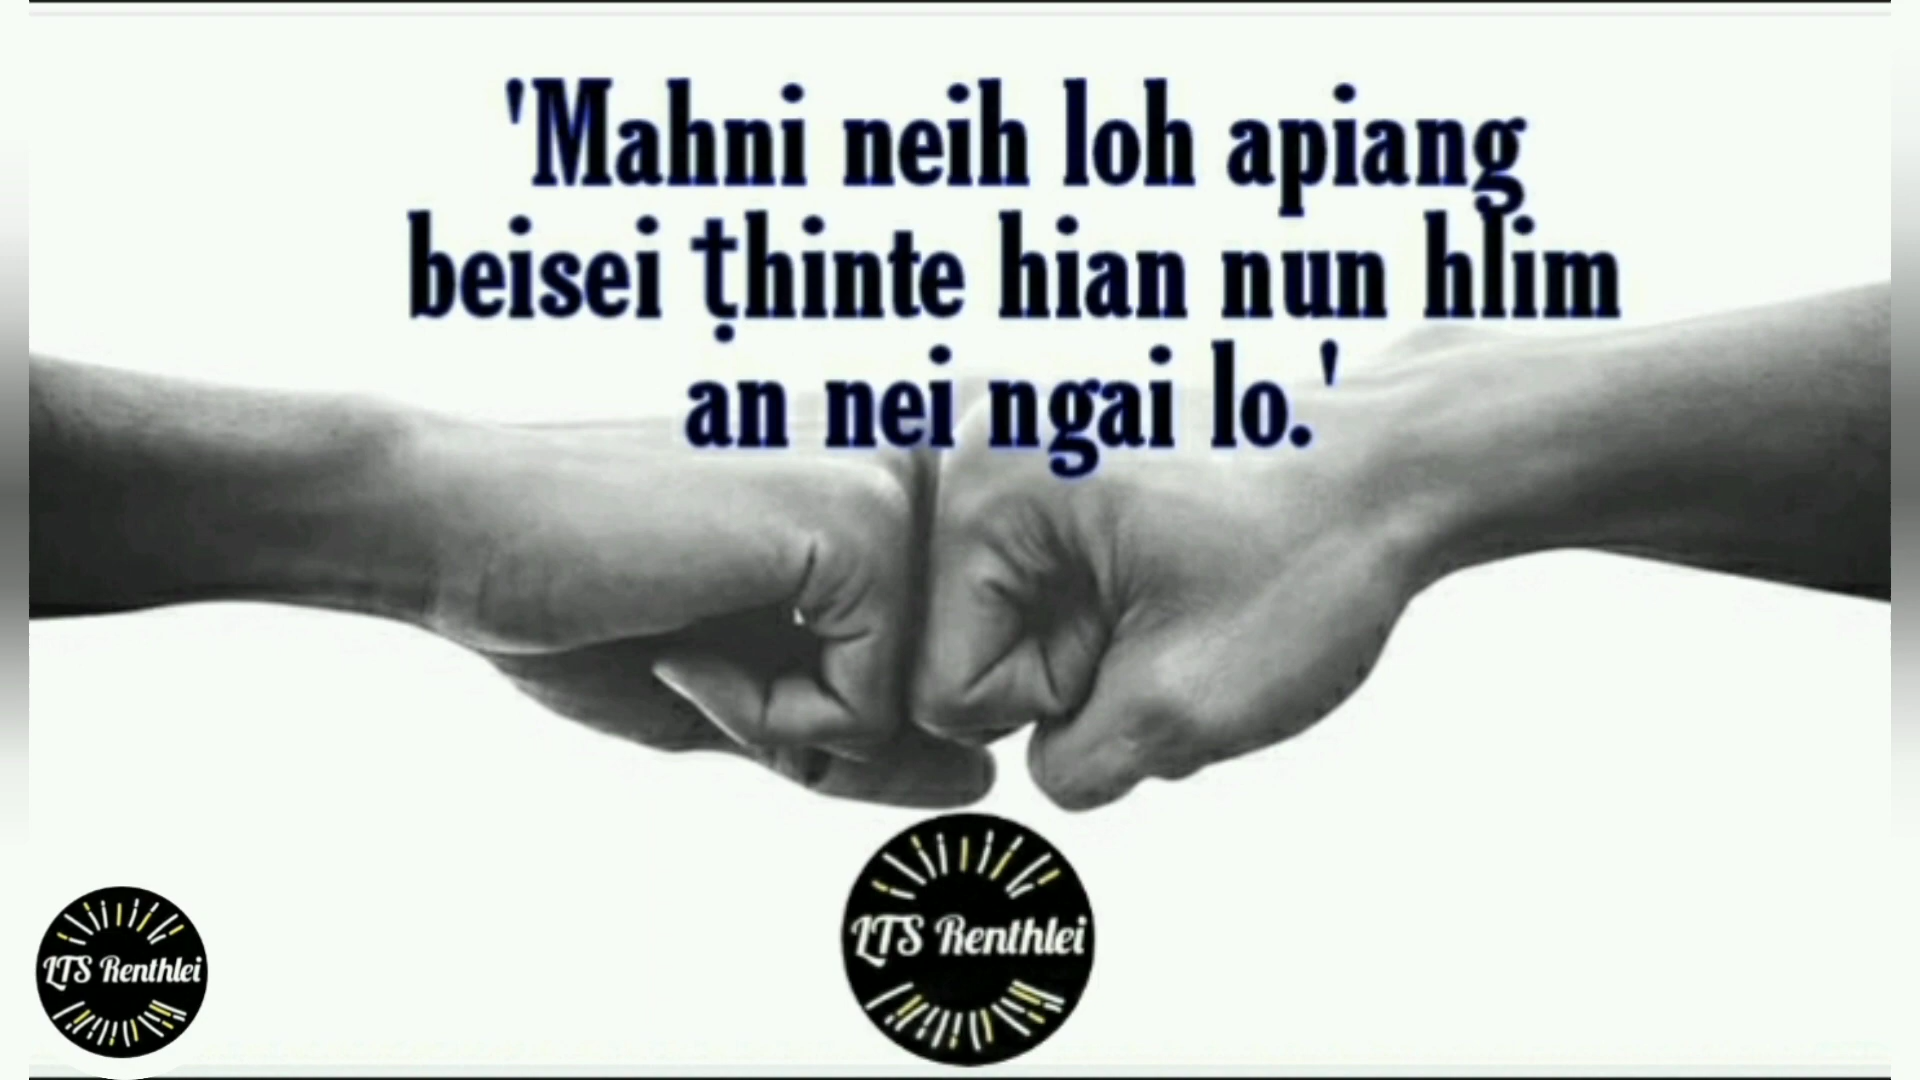 'Mahni neih loh apiang
beisei ṭhinte hian nun hlim
an nei ngai lo.'
LTS Renthlei
LTS Renthlei